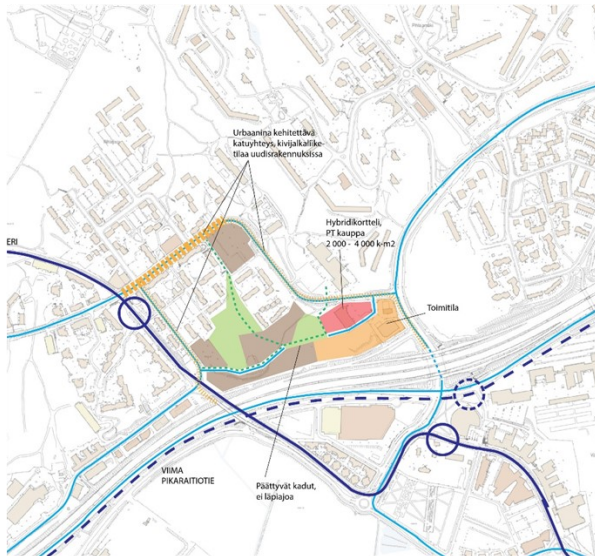 Urbaanina kehitettävä
katuyhteys, kivijalkaliike-
tilaa uudisrakennuksissa
Hybridikortteli,
PT kauppa
2 000 - 4 000 k-m2
ERI
Toimitila
VIIMA
PIKARAITIOTIE
Päättyvät kadut,
ei läpiajoa